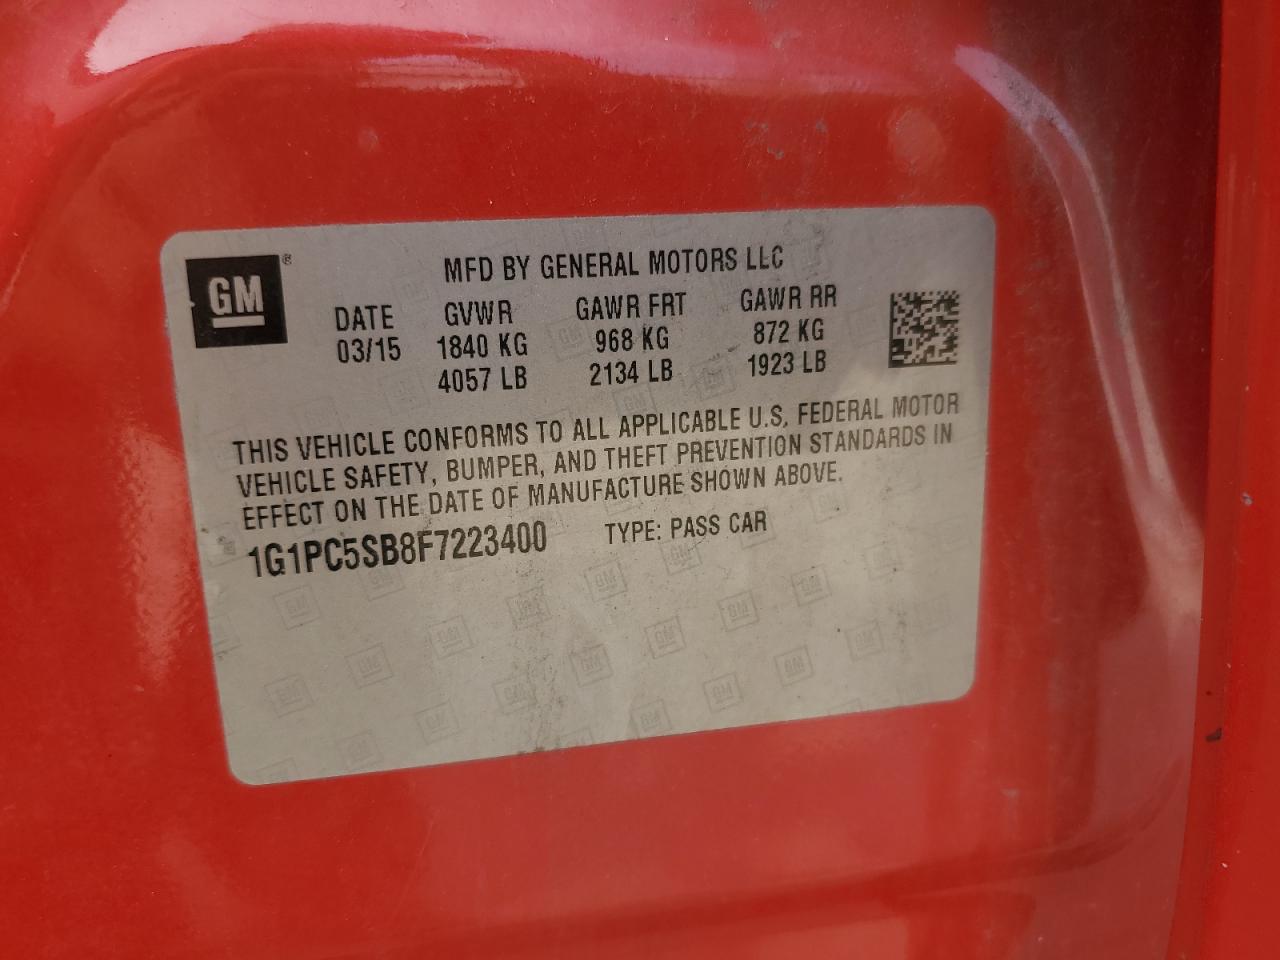 GM®
MFD BY GENERAL MOTORS LLC
DATE GVWR GAWR FRT GAWR RR
03/15 1840 KG 968 KG 872 KG
4057 LB 2134 LB 1923 LB
THIS VEHICLE CONFORMS TO ALL APPLICABLE U.S. FEDERAL MOTOR
VEHICLE SAFETY, BUMPER, AND THEFT PREVENTION STANDARDS IN
EFFECT ON THE DATE OF MANUFACTURE SHOWN ABOVE.
1G1PC5SB8F7223400 TYPE: PASS CAR